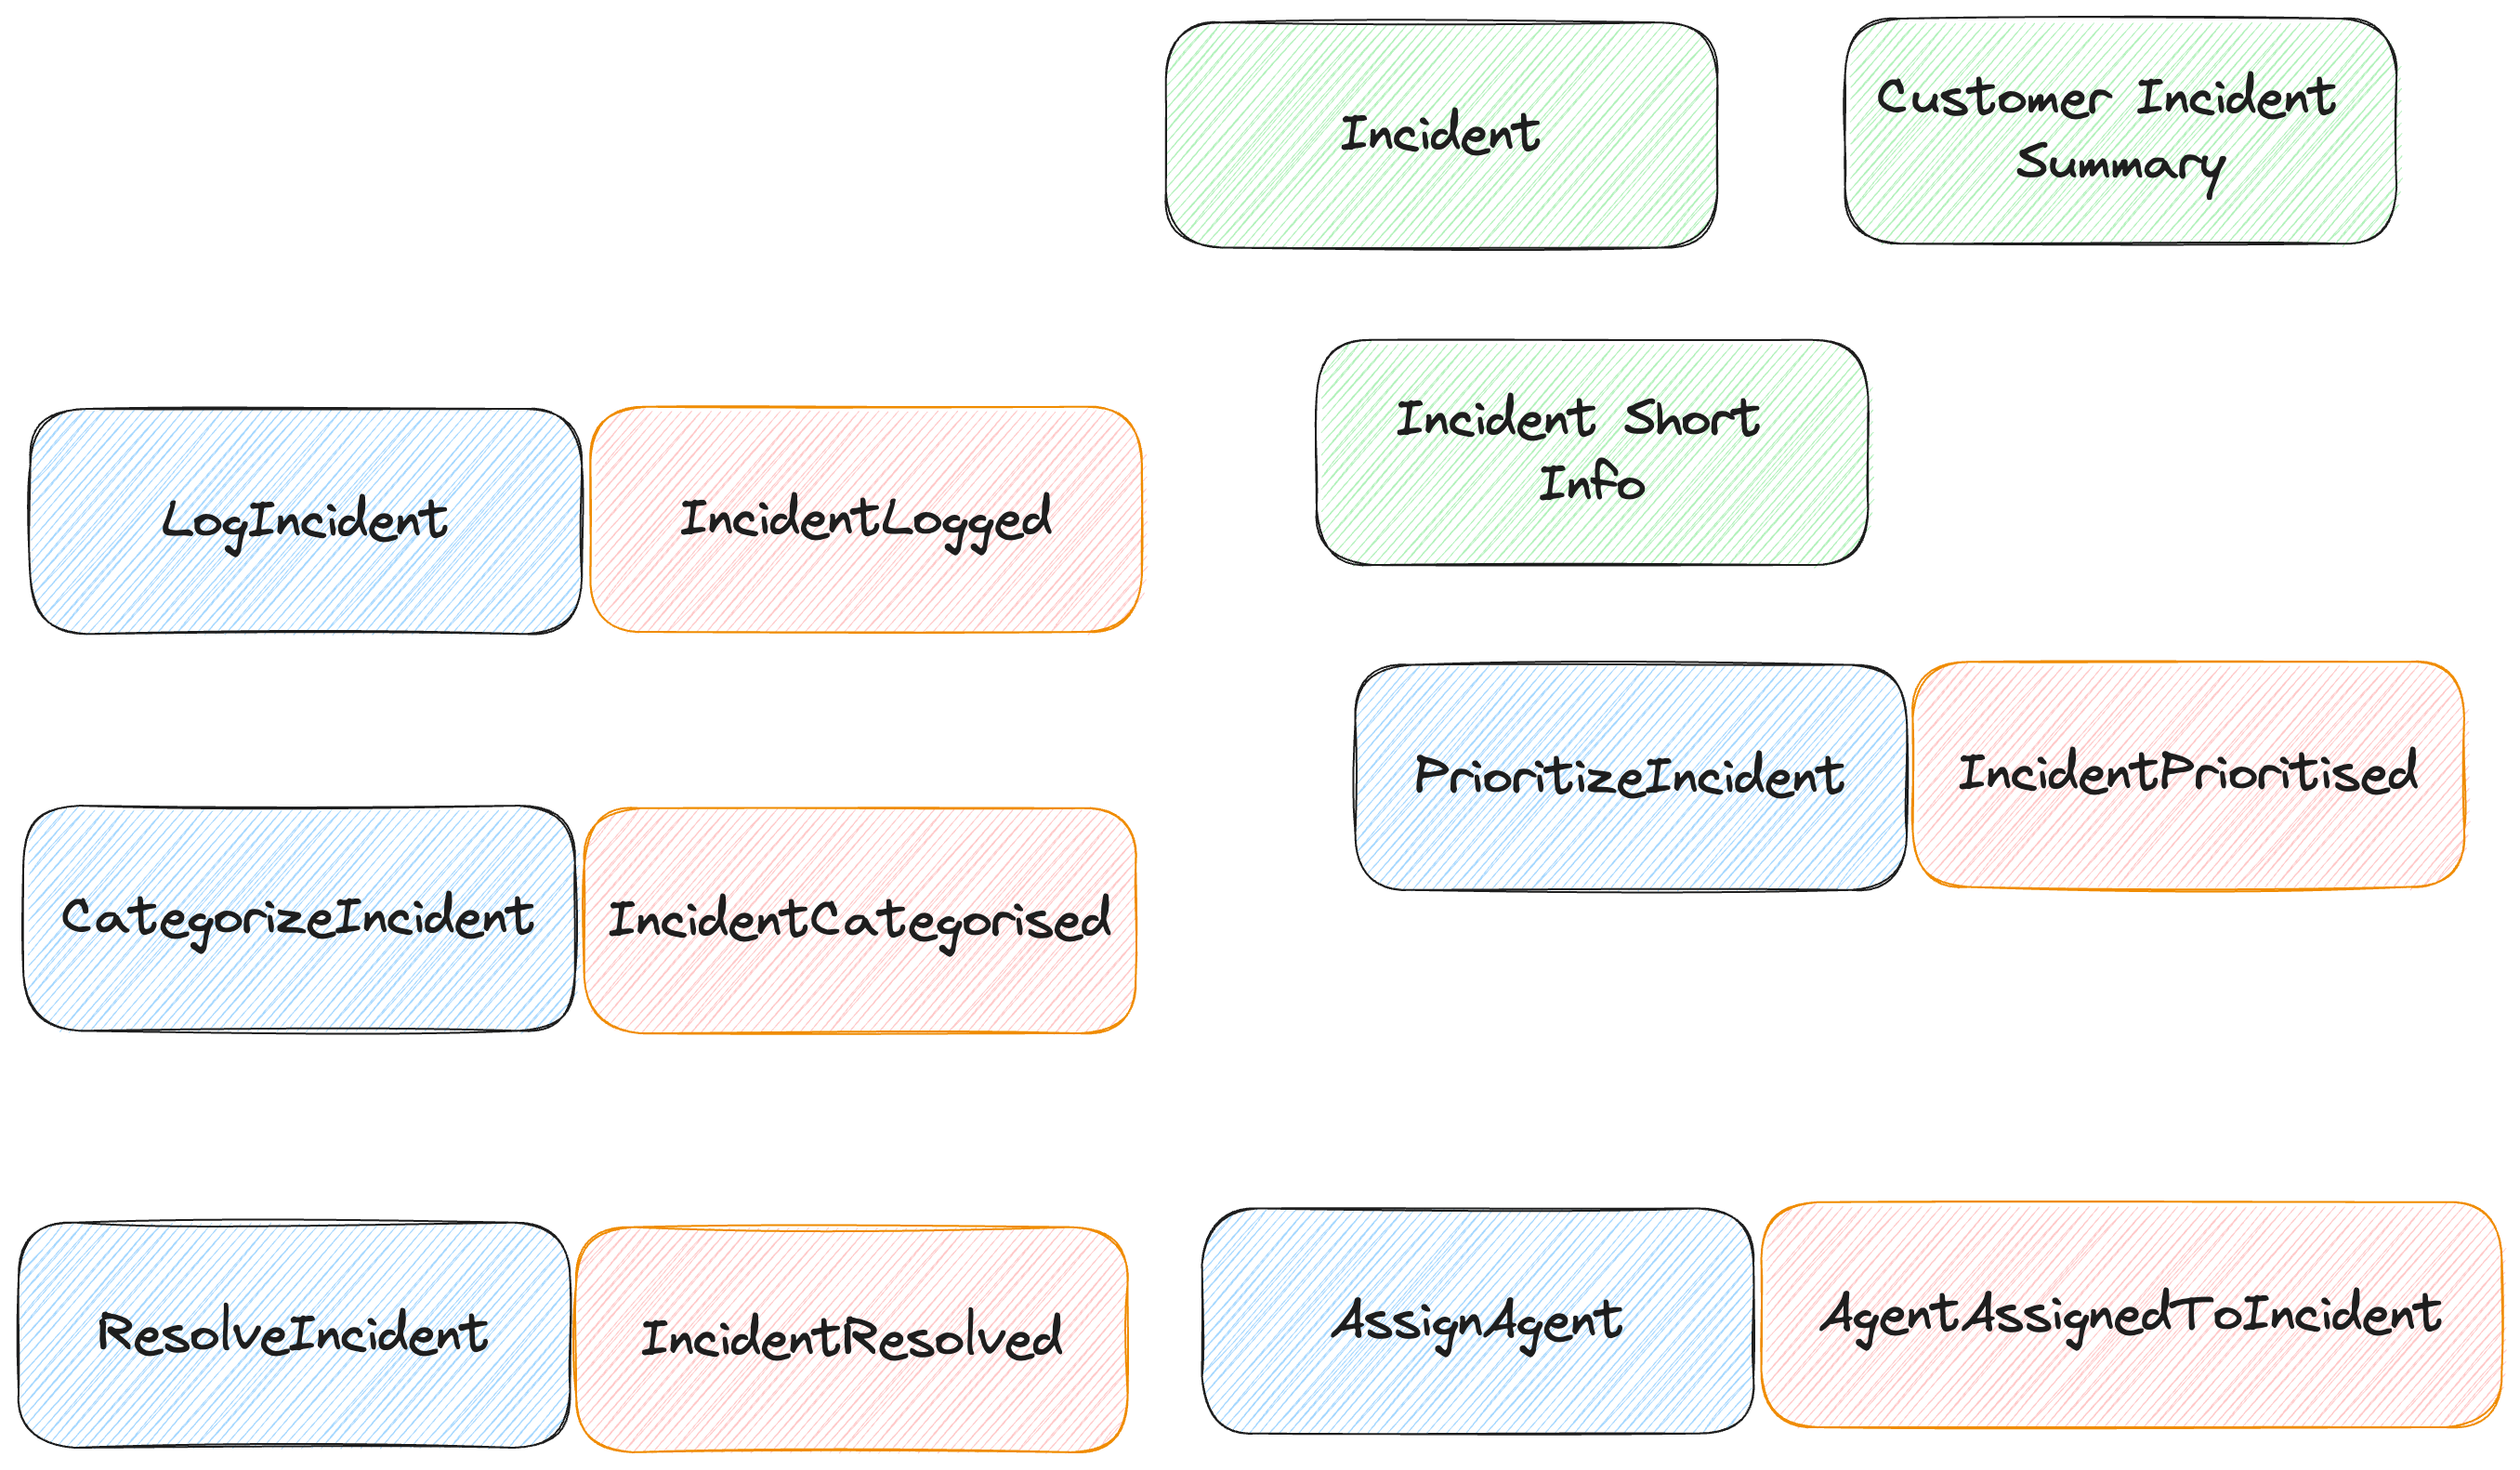 Incident
Customer Incident
Summary
Incident Short
Info
LogIncident
IncidentLogged
PrioritizeIncident
IncidentPrioritised
CategorizeIncident
IncidentCategorised
ResolveIncident
IncidentResolved
AssignAgent
AgentAssignedToIncident